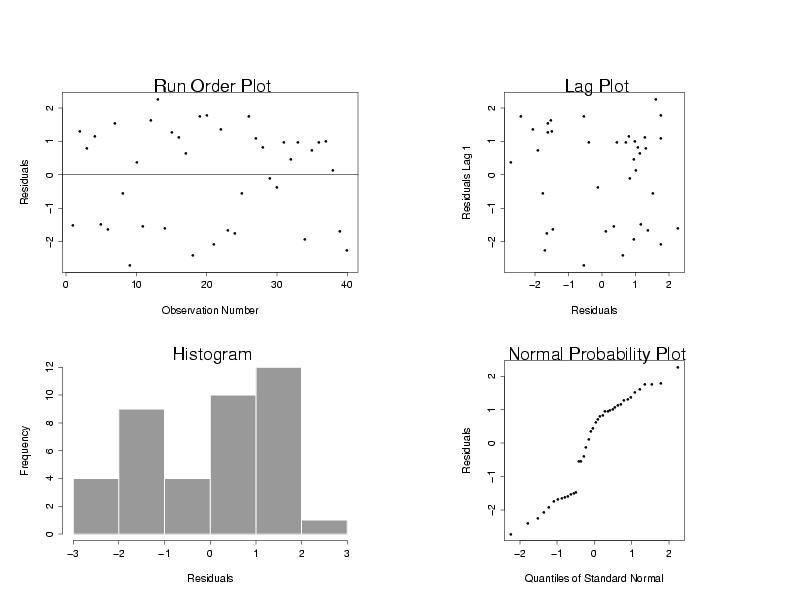 Run Order Plot
Residuals
2
1
0
−1
−2
0 10 20 30 40
Observation Number
Lag Plot
Residuals Lag 1
2
1
0
−1
−2
−2 −1 0 1 2
Residuals
Histogram
Frequency
12
10
8
6
4
2
0
−3 −2 −1 0 1 2 3
Residuals
Normal Probability Plot
Residuals
2
1
0
−1
−2
−2 −1 0 1 2
Quantiles of Standard Normal